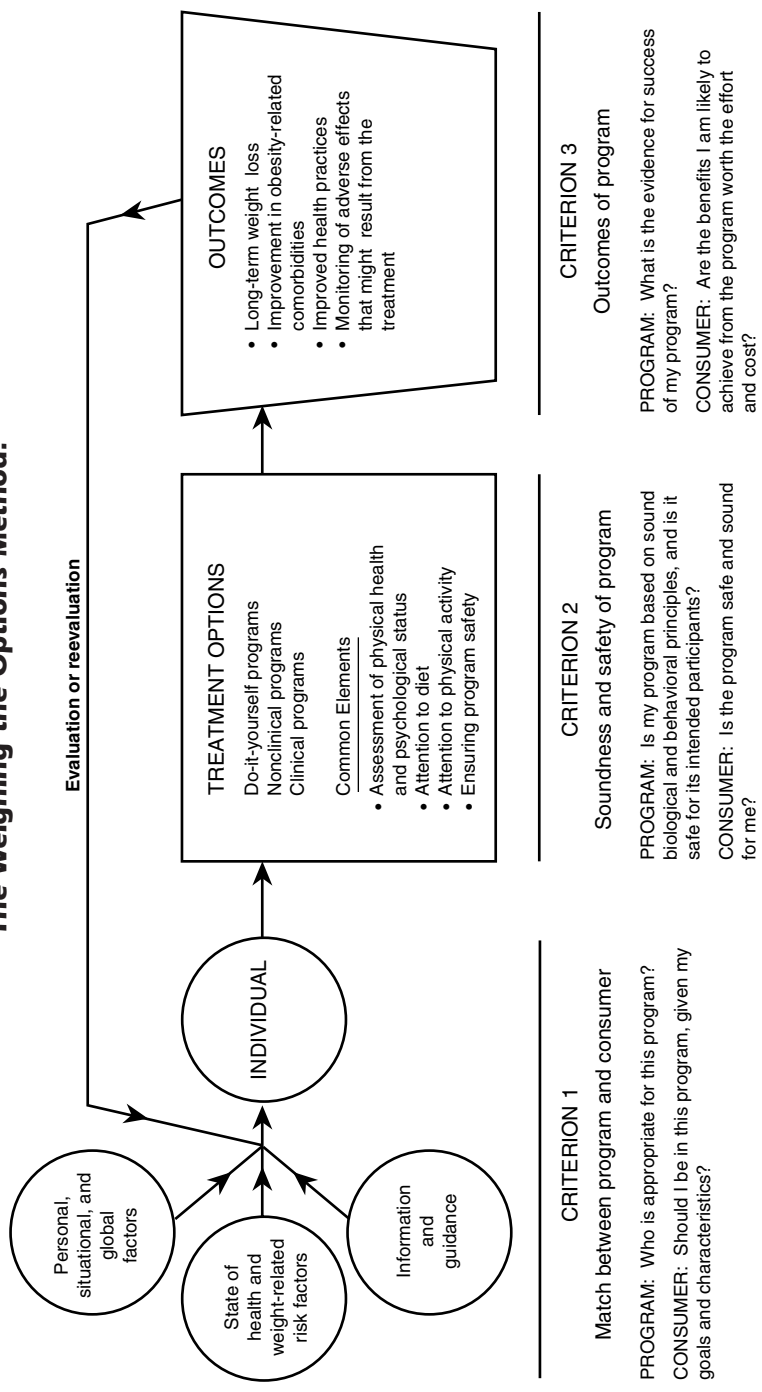 The Weighing the Options Method.
Evaluation or reevaluation
Personal,
situational, and
global
factors
State of
health and
weight-related
risk factors
Information
and
guidance
INDIVIDUAL
TREATMENT OPTIONS
Do-it-yourself programs
Nonclinical programs
Clinical programs
Common Elements
• Assessment of physical health
and psychological status
• Attention to diet
• Attention to physical activity
• Ensuring program safety
OUTCOMES
• Long-term weight loss
• Improvement in obesity-related
comorbidities
• Improved health practices
• Monitoring of adverse effects
that might result from the
treatment
CRITERION 1
Match between program and consumer
PROGRAM: Who is appropriate for this program?
CONSUMER: Should I be in this program, given my
goals and characteristics?
CRITERION 2
Soundness and safety of program
PROGRAM: Is my program based on sound
biological and behavioral principles, and is it
safe for its intended participants?
CONSUMER: Is the program safe and sound
for me?
CRITERION 3
Outcomes of program
PROGRAM: What is the evidence for success
of my program?
CONSUMER: Are the benefits I am likely to
achieve from the program worth the effort
and cost?